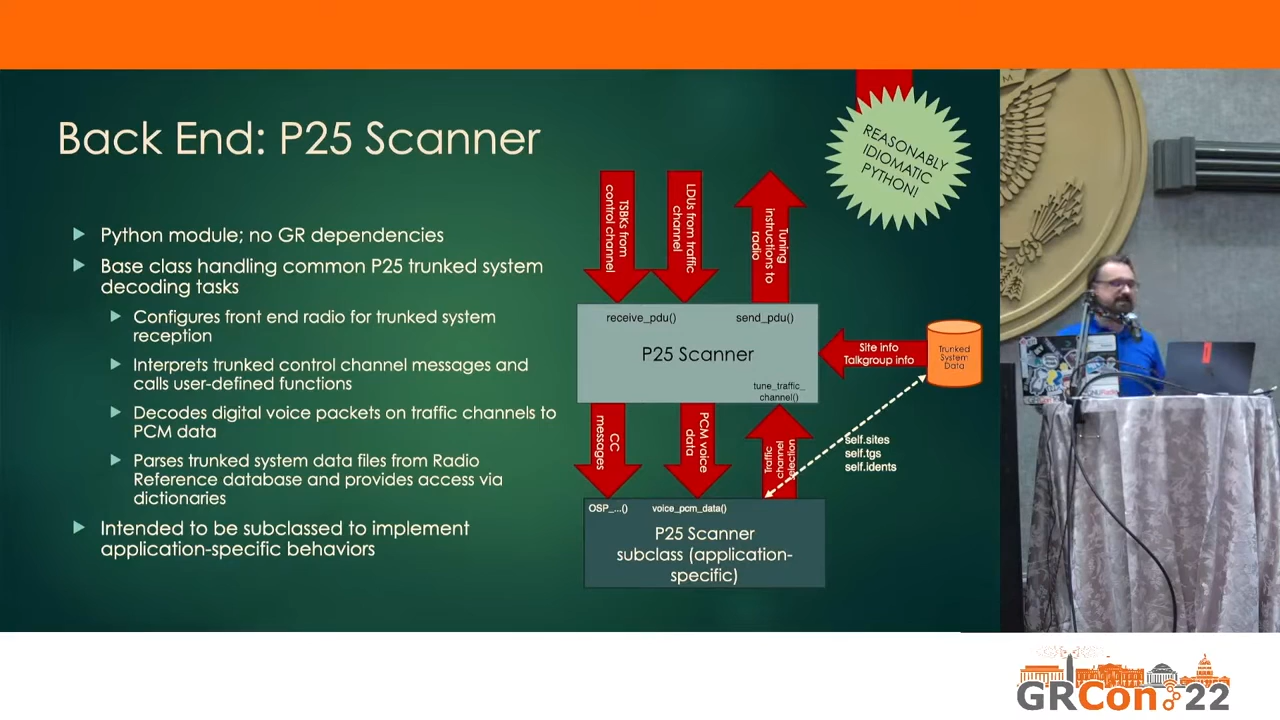 Back End: P25 Scanner
REASONABLY
IDIOMATIC
PYTHON!
Python module; no GR dependencies
Base class handling common P25 trunked system
decoding tasks
Configures front end radio for trunked system
reception
Interprets trunked control channel messages and
calls user-defined functions
Decodes digital voice packets on traffic channels to
PCM data
Parses trunked system data files from Radio
Reference database and provides access via
dictionaries
Intended to be subclassed to implement
application-specific behaviors
TSBKs from
control channel
LDUs from traffic
channel
Tuning
instructions to
radio
receive_pdu()
send_pdu()
P25 Scanner
tune_traffic_
channel()
Site info
Talkgroup info
Trunked
System
Data
CC
messages
PCM voice
data
Traffic
channel
self.sites
self.tgs
self.idents
OSP_...()
voice_pcm_data()
P25 Scanner
subclass (application-
specific)
GRCon 22